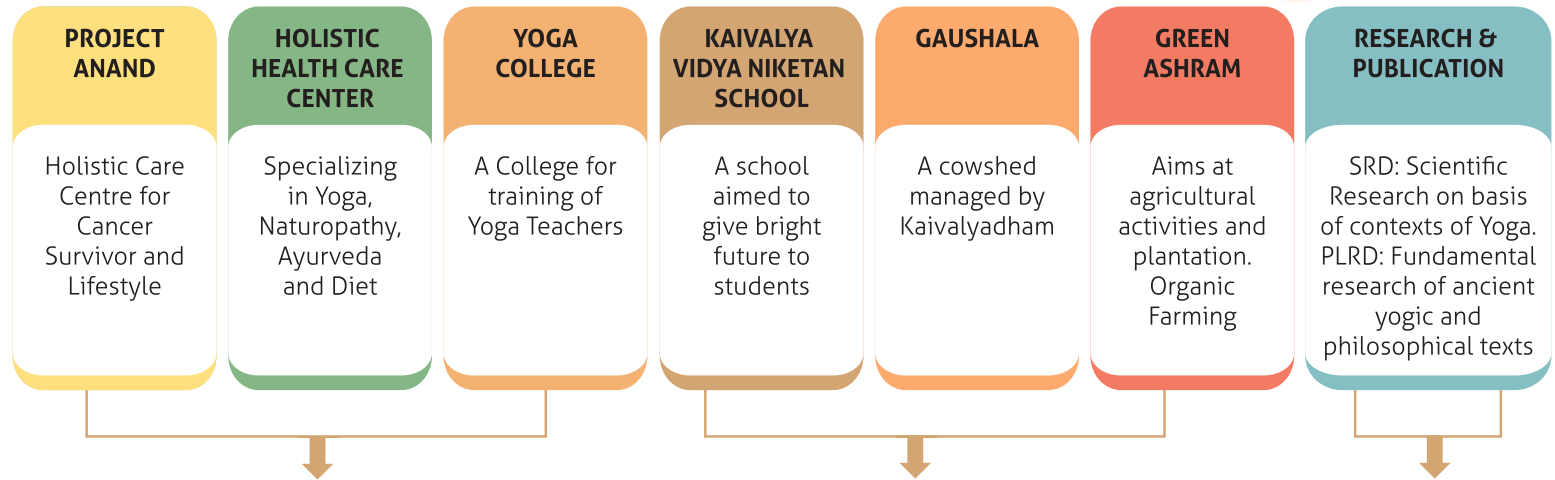 PROJECT
ANAND
Holistic Care
Centre for
Cancer
Survivor and
Lifestyle
HOLISTIC
HEALTH CARE
CENTER
Specializing
in Yoga,
Naturopathy,
Ayurveda
and Diet
YOGA
COLLEGE
A College for
training of
Yoga Teachers
KAIVALYA
VIDYA NIKETAN
SCHOOL
A school
aimed to
give bright
future to
students
GAUSHALA
A cowshed
managed by
Kaivalyadham
GREEN
ASHRAM
Aims at
agricultural
activities and
plantation.
Organic
Farming
RESEARCH &
PUBLICATION
SRD: Scientific
Research on basis
of contexts of Yoga.
PLRD: Fundamental
research of ancient
yogic and
philosophical texts